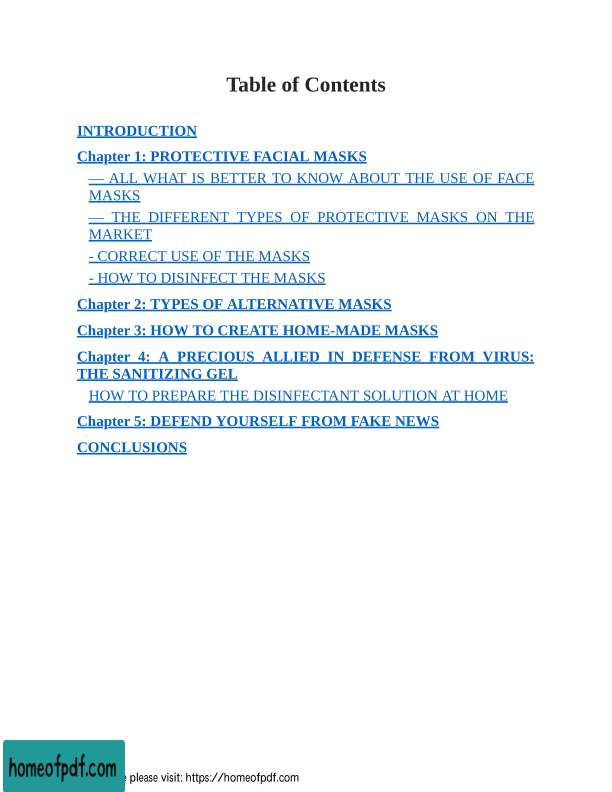 Table of Contents
INTRODUCTION
Chapter 1: PROTECTIVE FACIAL MASKS
— ALL WHAT IS BETTER TO KNOW ABOUT THE USE OF FACE
MASKS
— THE DIFFERENT TYPES OF PROTECTIVE MASKS ON THE
MARKET
- CORRECT USE OF THE MASKS
- HOW TO DISINFECT THE MASKS
Chapter 2: TYPES OF ALTERNATIVE MASKS
Chapter 3: HOW TO CREATE HOME-MADE MASKS
Chapter 4: A PRECIOUS ALLIED IN DEFENSE FROM VIRUS:
THE SANITIZING GEL
HOW TO PREPARE THE DISINFECTANT SOLUTION AT HOME
Chapter 5: DEFEND YOURSELF FROM FAKE NEWS
CONCLUSIONS
homeofpdf.com
please visit: https://homeofpdf.com